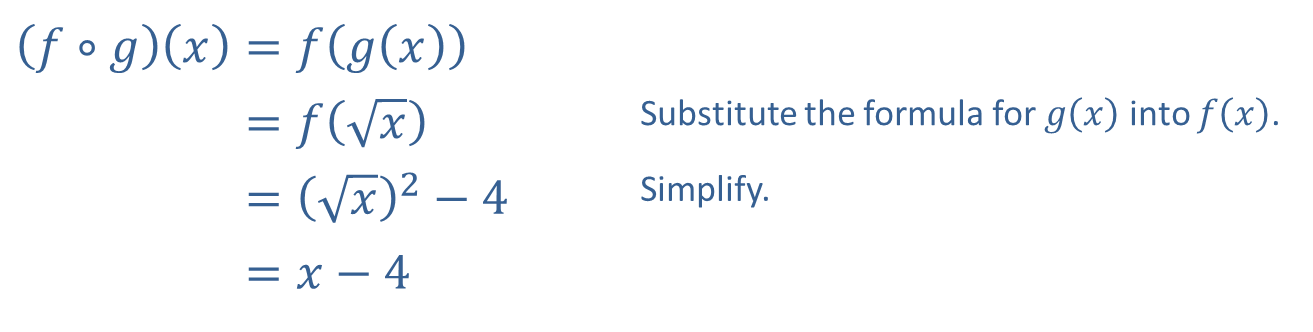 (f ∘ g)(x) = f(g(x))
= f(√x) Substitute the formula for g(x) into f(x).
= (√x)² − 4 Simplify.
= x − 4